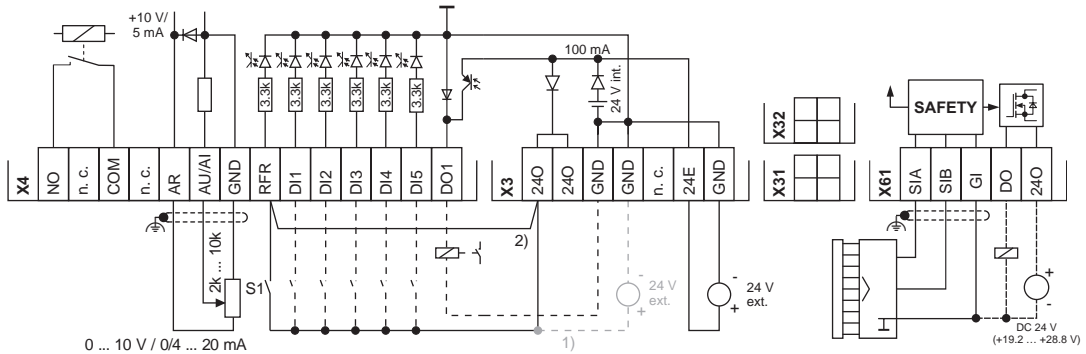 +10 V/
5 mA
100 mA
3.3k
3.3k
3.3k
3.3k
3.3k
3.3k
24 V int.
SAFETY
X4
NO
n. c.
COM
n. c.
AR
AU/AI
GND
RFR
DI1
DI2
DI3
DI4
DI5
DO1
X3
24O
24O
GND
GND
n. c.
24E
GND
X32
X31
X61
SIA
SIB
GI
DO
24O
2k ... 10k
S1
2)
-
24 V
ext.
+
-
24 V
ext.
+
+
-
1)
DC 24 V
(+19.2 ... +28.8 V)
0 ... 10 V / 0/4 ... 20 mA